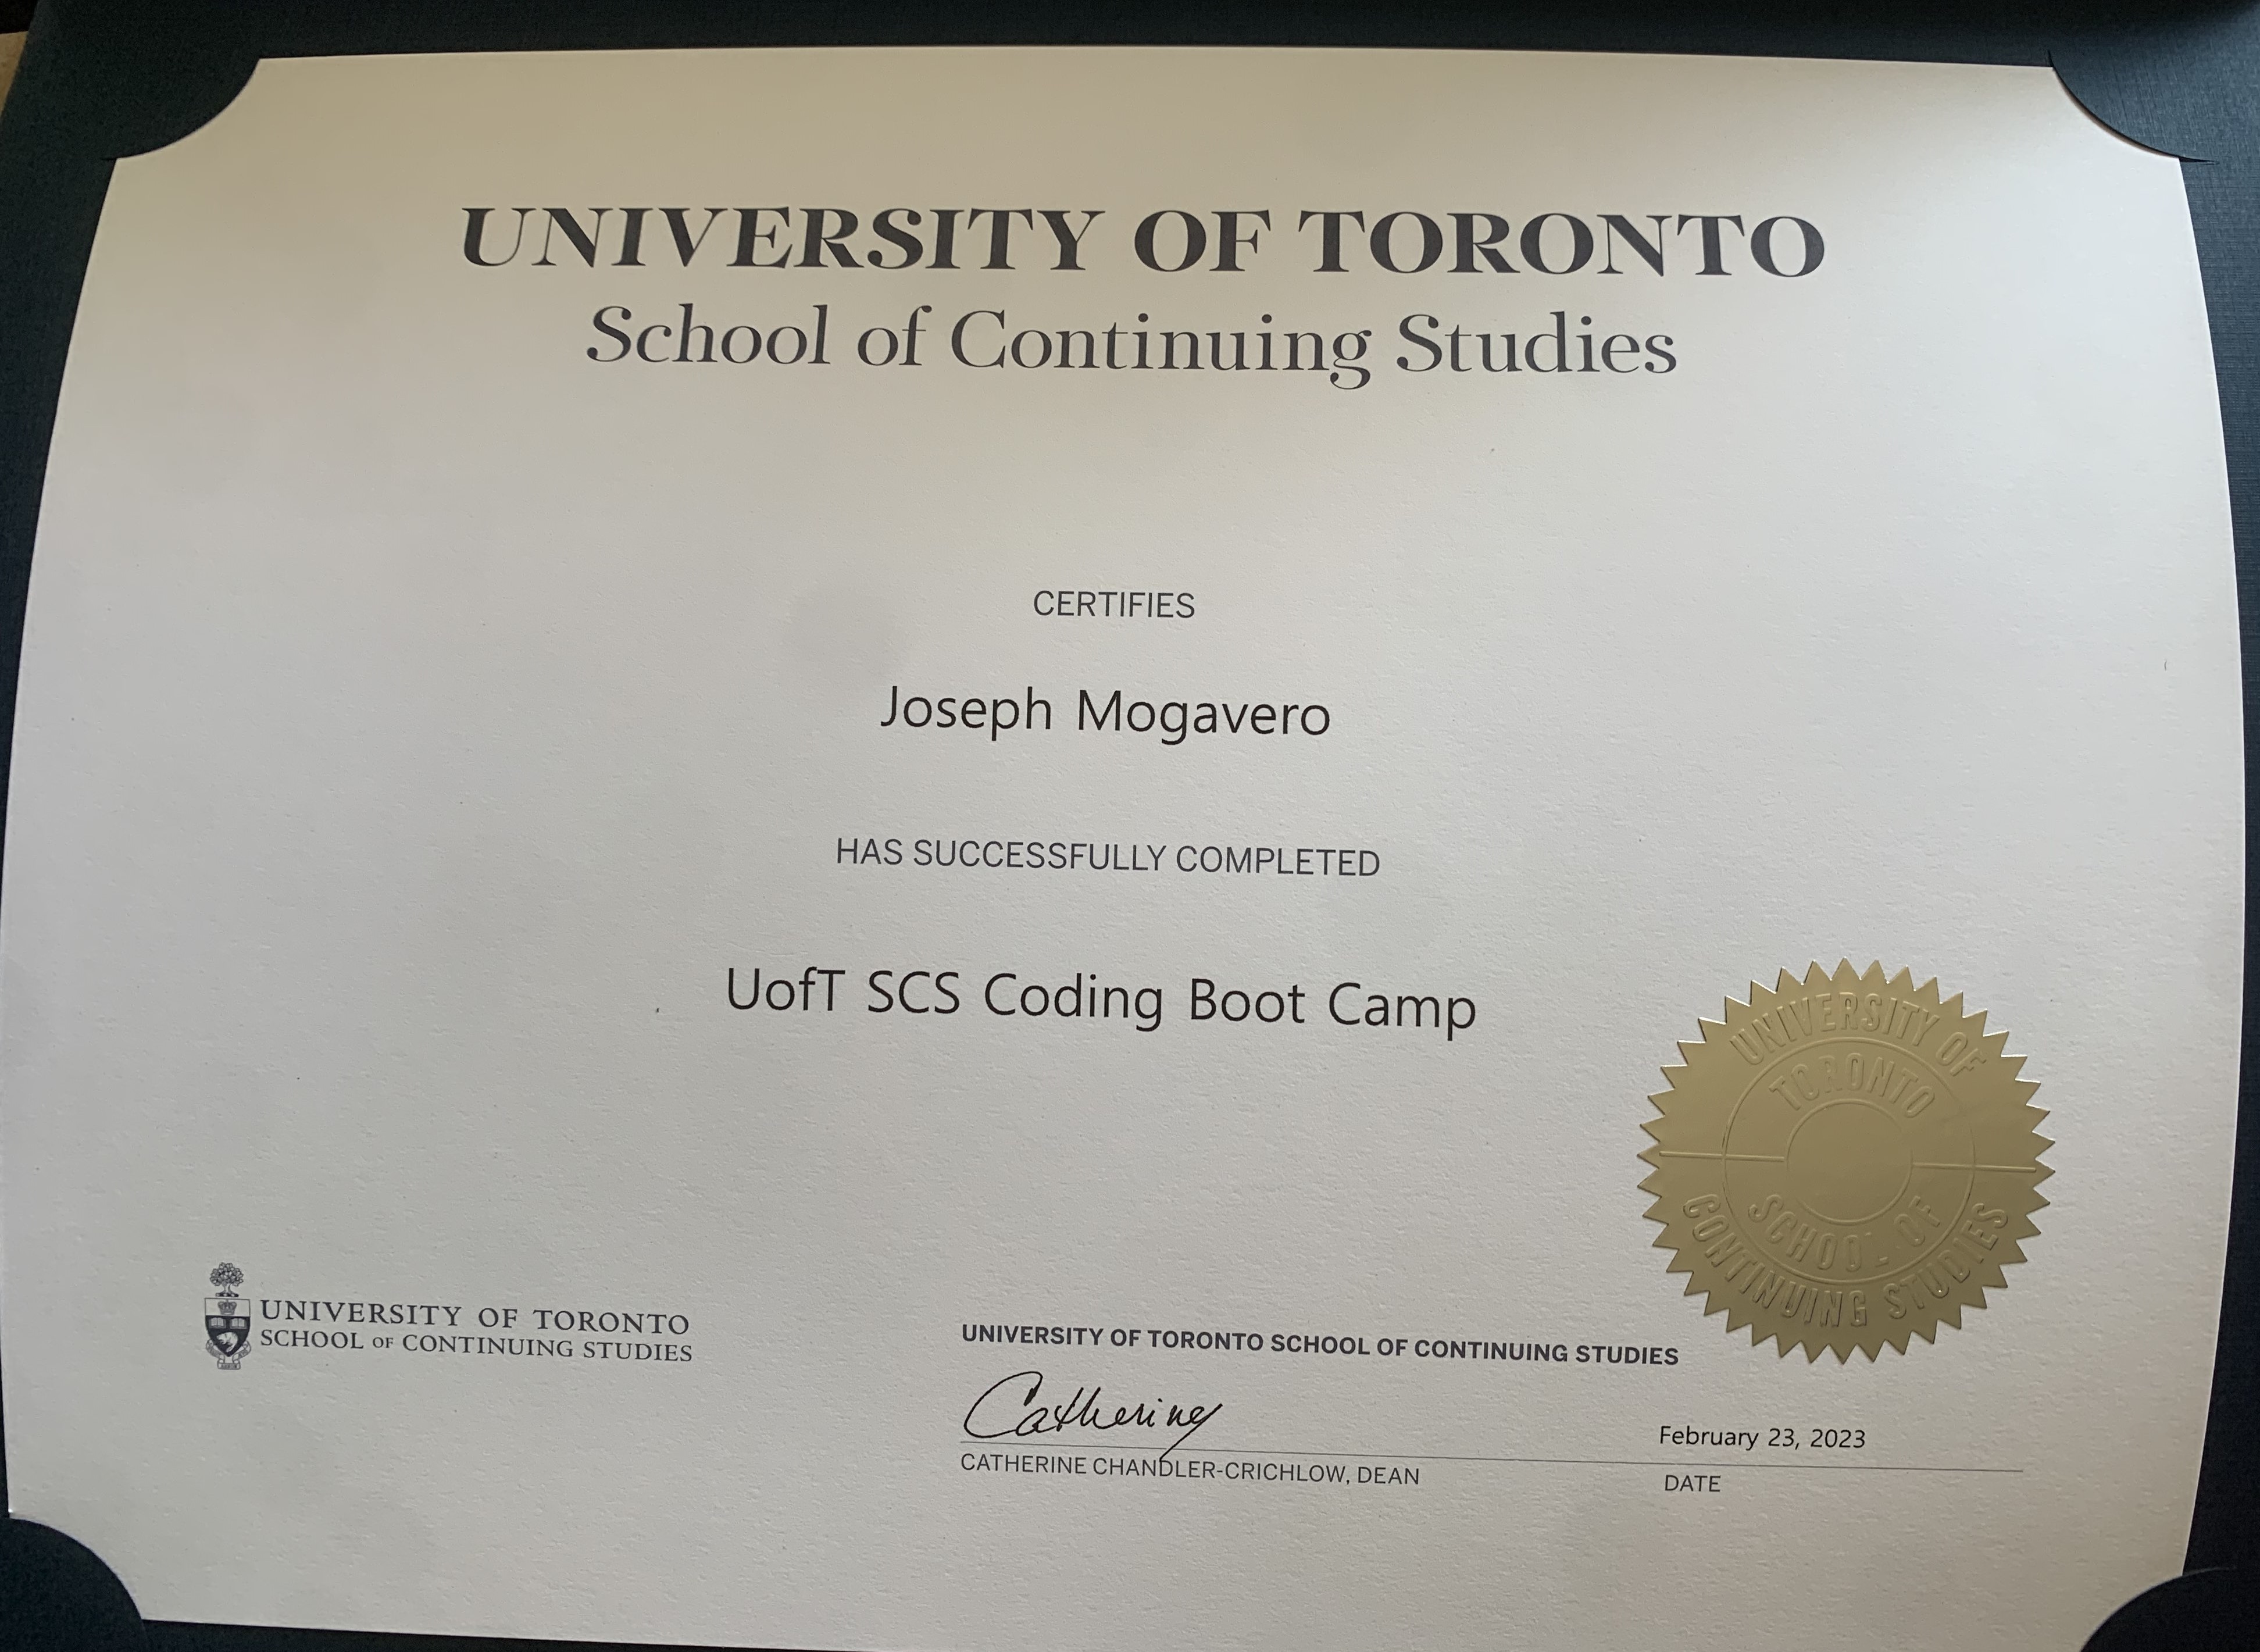 UNIVERSITY OF TORONTO
School of Continuing Studies
CERTIFIES
Joseph Mogavero
HAS SUCCESSFULLY COMPLETED
UofT SCS Coding Boot Camp
UNIVERSITY OF
TORONTO
SCHOOL OF
CONTINUING STUDIES
UNIVERSITY OF TORONTO
SCHOOL OF CONTINUING STUDIES
UNIVERSITY OF TORONTO SCHOOL OF CONTINUING STUDIES
Catherine
February 23, 2023
CATHERINE CHANDLER-CRICHLOW, DEAN
DATE